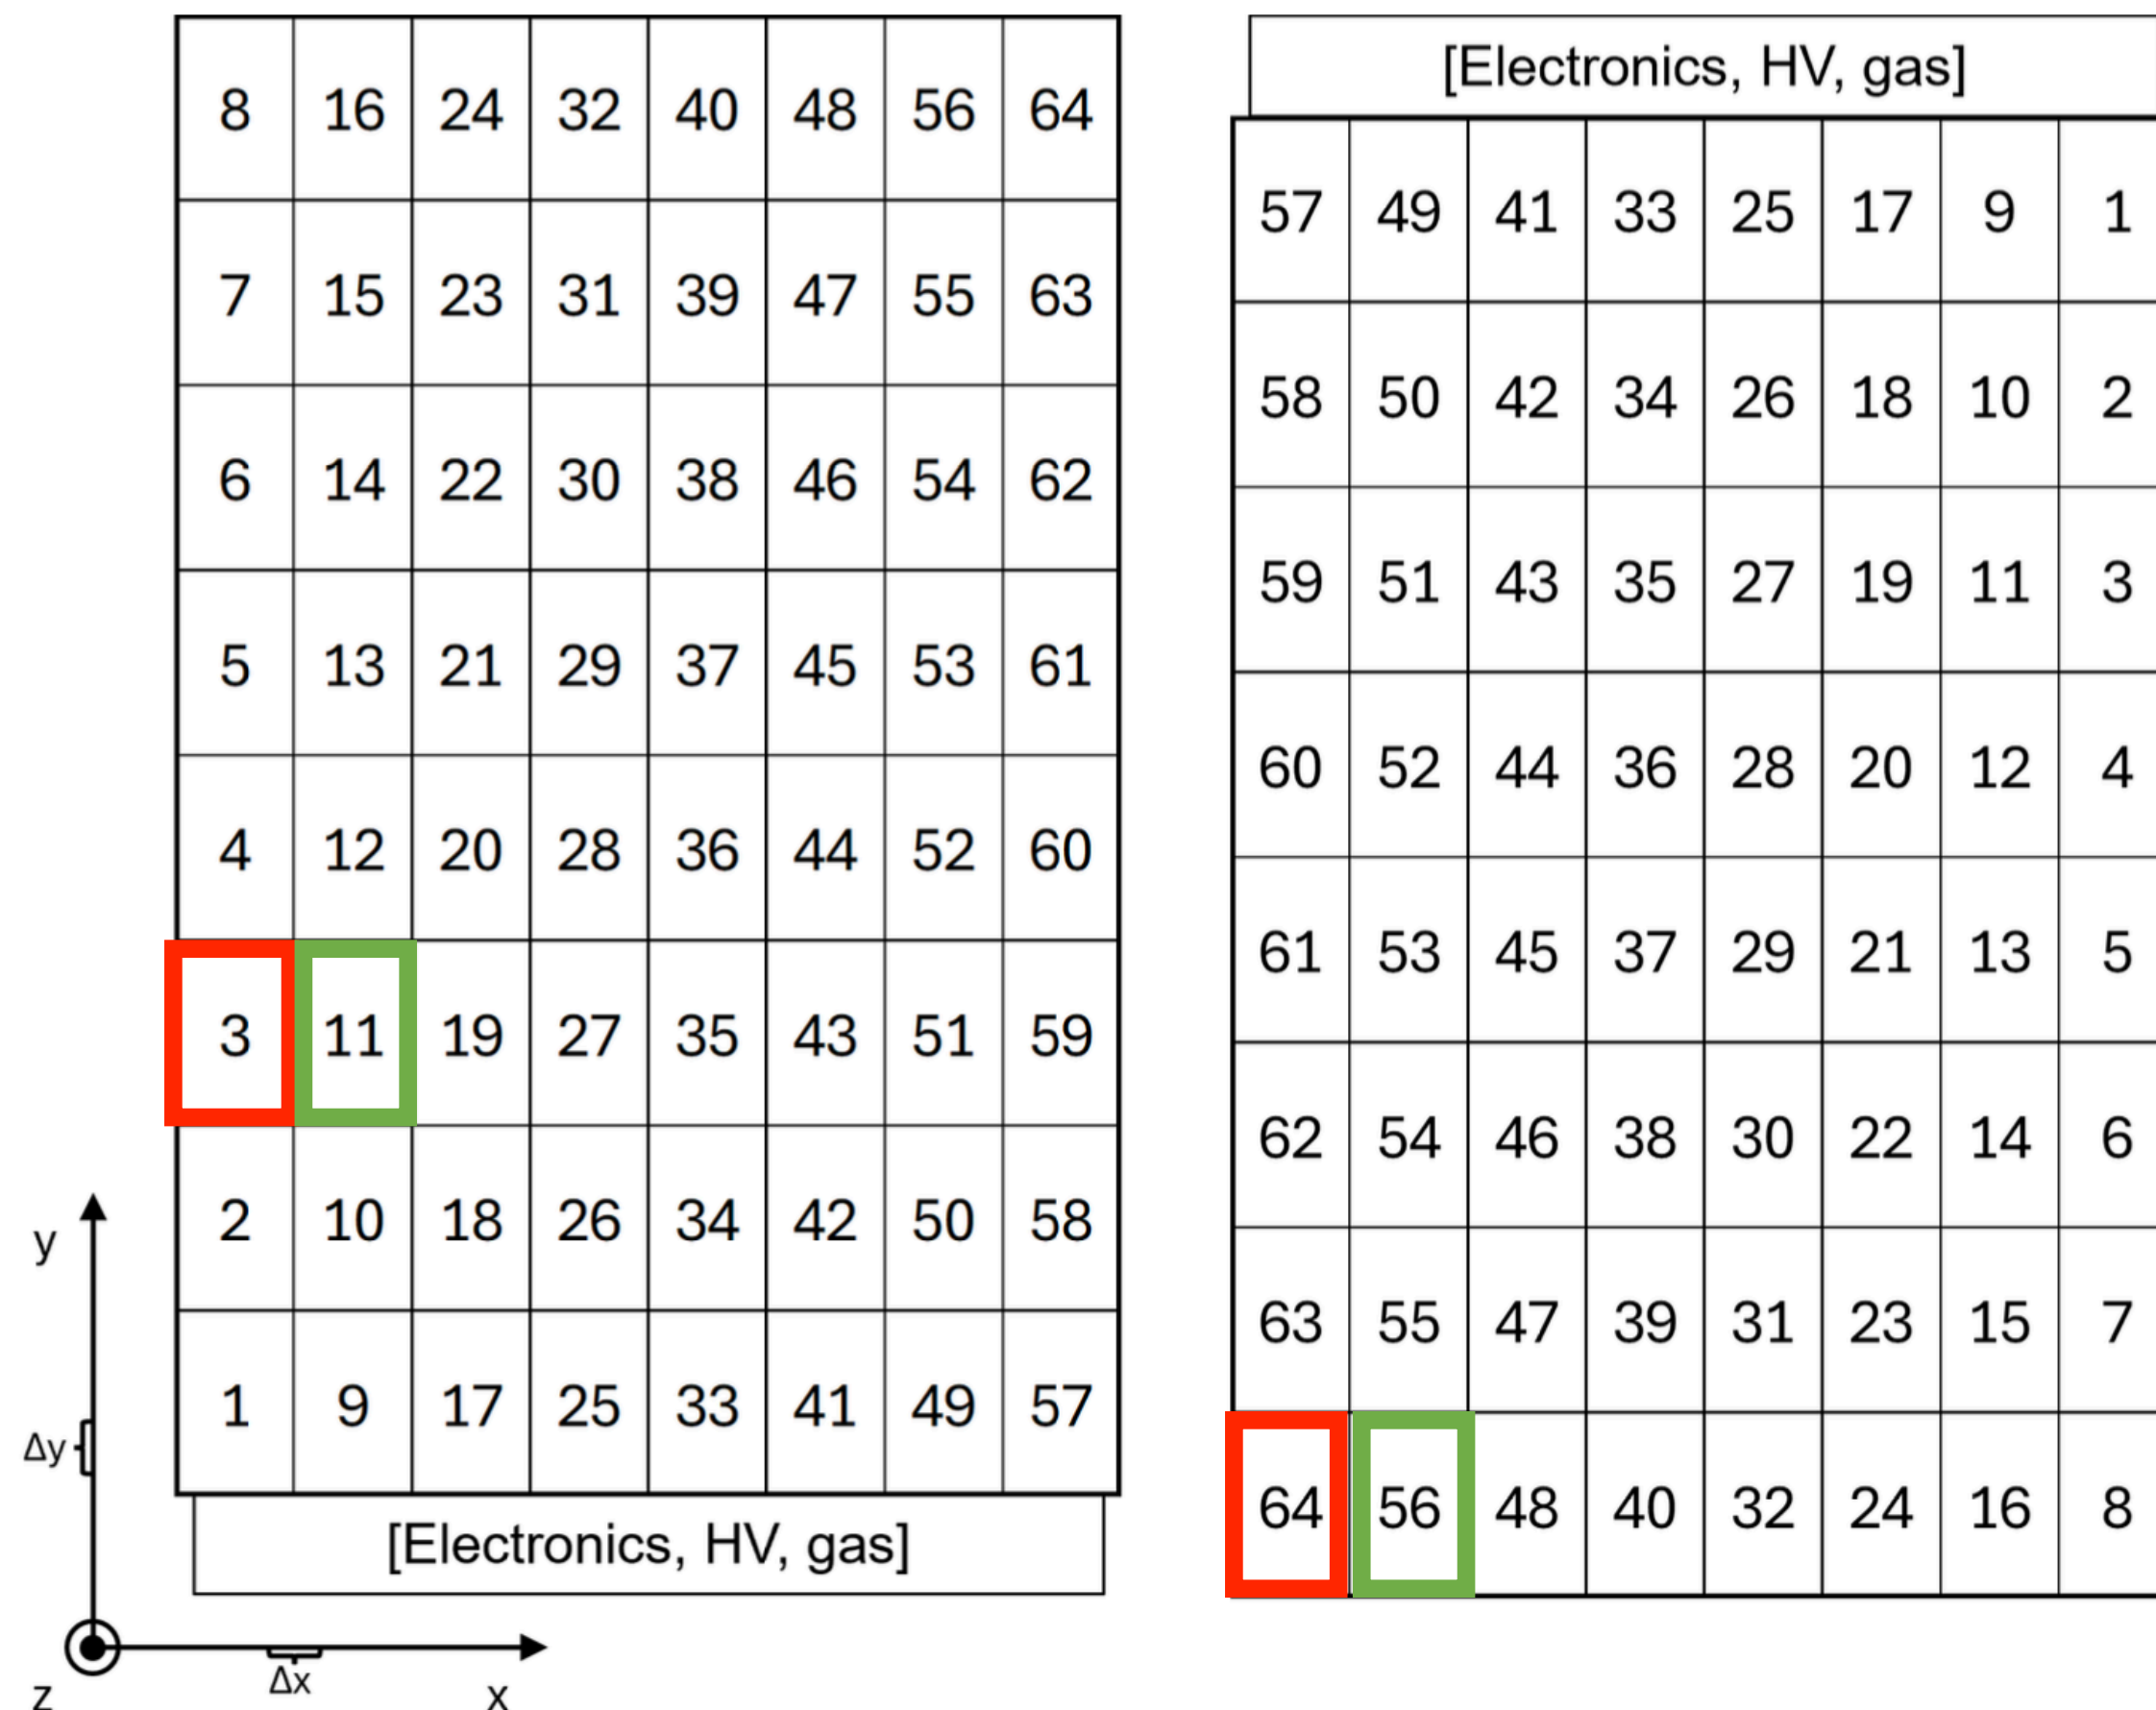 8 16 24 32 40 48 56 64
7 15 23 31 39 47 55 63
6 14 22 30 38 46 54 62
5 13 21 29 37 45 53 61
4 12 20 28 36 44 52 60
3 11 19 27 35 43 51 59
2 10 18 26 34 42 50 58
1 9 17 25 33 41 49 57
[Electronics, HV, gas]
y
Δy
z
Δx
x
[Electronics, HV, gas]
57 49 41 33 25 17 9 1
58 50 42 34 26 18 10 2
59 51 43 35 27 19 11 3
60 52 44 36 28 20 12 4
61 53 45 37 29 21 13 5
62 54 46 38 30 22 14 6
63 55 47 39 31 23 15 7
64 56 48 40 32 24 16 8